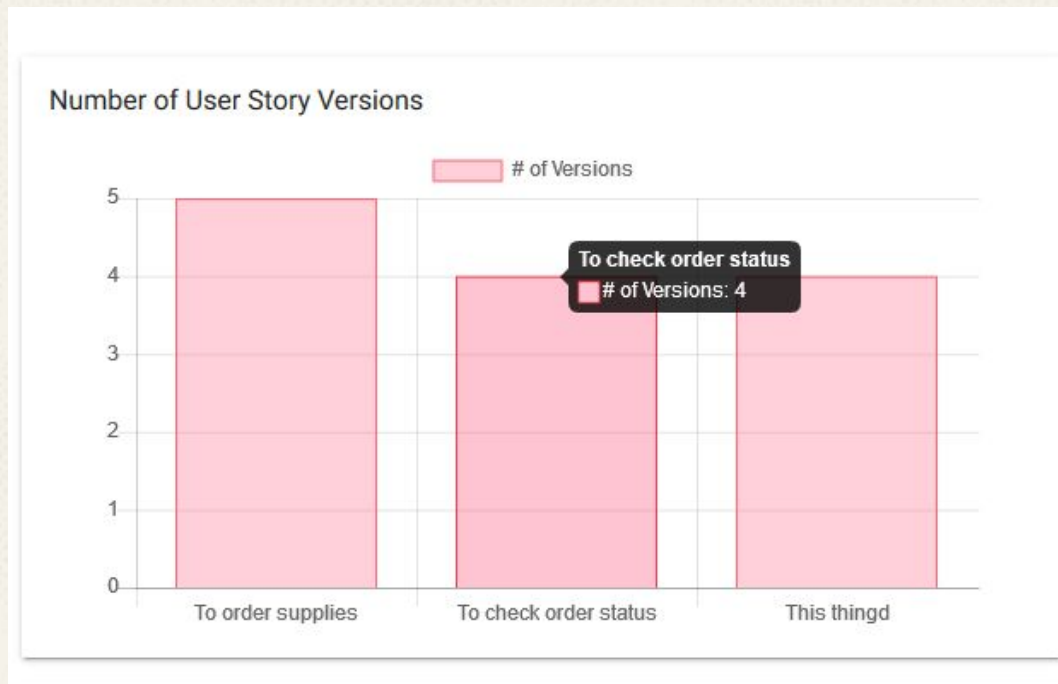 Number of User Story Versions
# of Versions
5
To check order status
# of Versions: 4
4
3
2
1
0
To order supplies
To check order status
This thingd